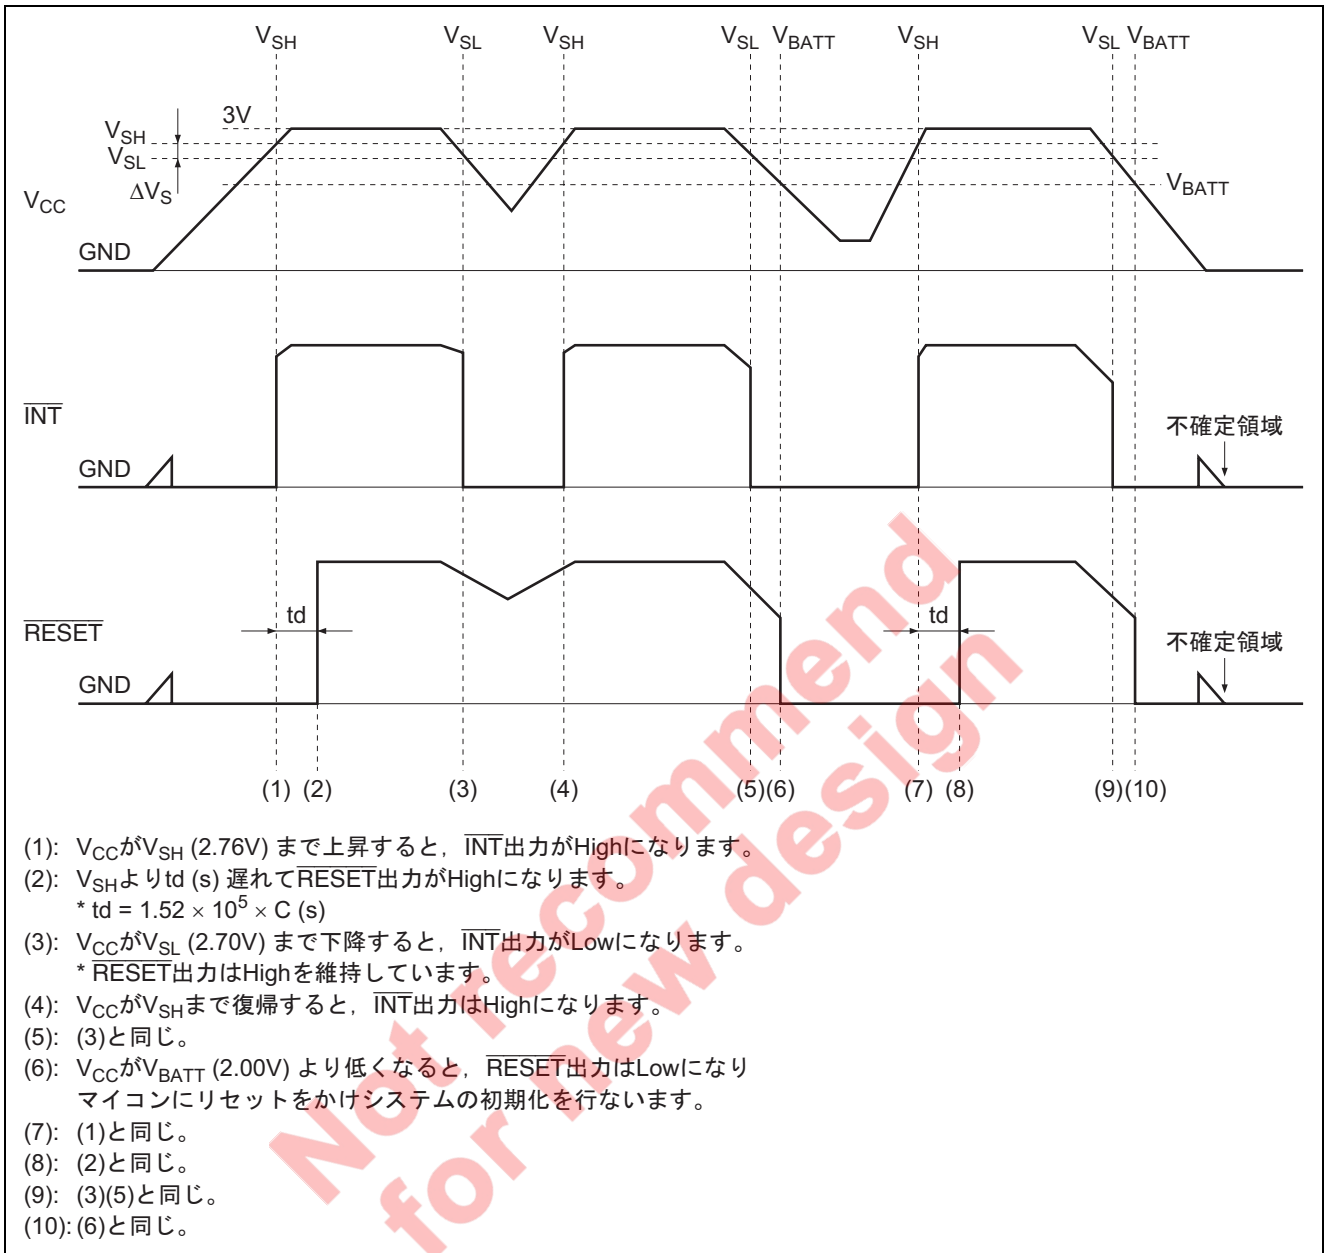 VSH VSL VSH VSL VBATT VSH VSL VBATT
3V
VSH
VSL
ΔVS
VBATT
VCC
GND
INT
不確定領域
GND
td
td
RESET
不確定領域
GND
(1) (2) (3) (4) (5)(6) (7) (8) (9)(10)
(1): VCCがVSH (2.76V) まで上昇すると，INT出力がHighになります。
(2): VSHよりtd (s) 遅れてRESET出力がHighになります。
* td = 1.52 × 10⁵ × C (s)
(3): VCCがVSL (2.70V) まで下降すると，INT出力がLowになります。
* RESET出力はHighを維持しています。
(4): VCCがVSHまで復帰すると，INT出力はHighになります。
(5): (3)と同じ。
(6): VCCがVBATT (2.00V) より低くなると，RESET出力はLowになり
マイコンにリセットをかけシステムの初期化を行ないます。
(7): (1)と同じ。
(8): (2)と同じ。
(9): (3)(5)と同じ。
(10): (6)と同じ。
Not recommend
for new design